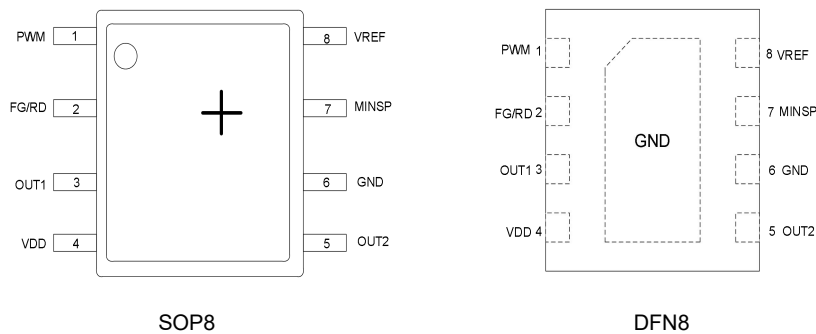 PWM 1 8 VREF
FG/RD 2 7 MINSP
OUT1 3 6 GND
VDD 4 5 OUT2
SOP8
PWM 1 8 VREF
FG/RD 2 7 MINSP
GND
OUT1 3 6 GND
VDD 4 5 OUT2
DFN8